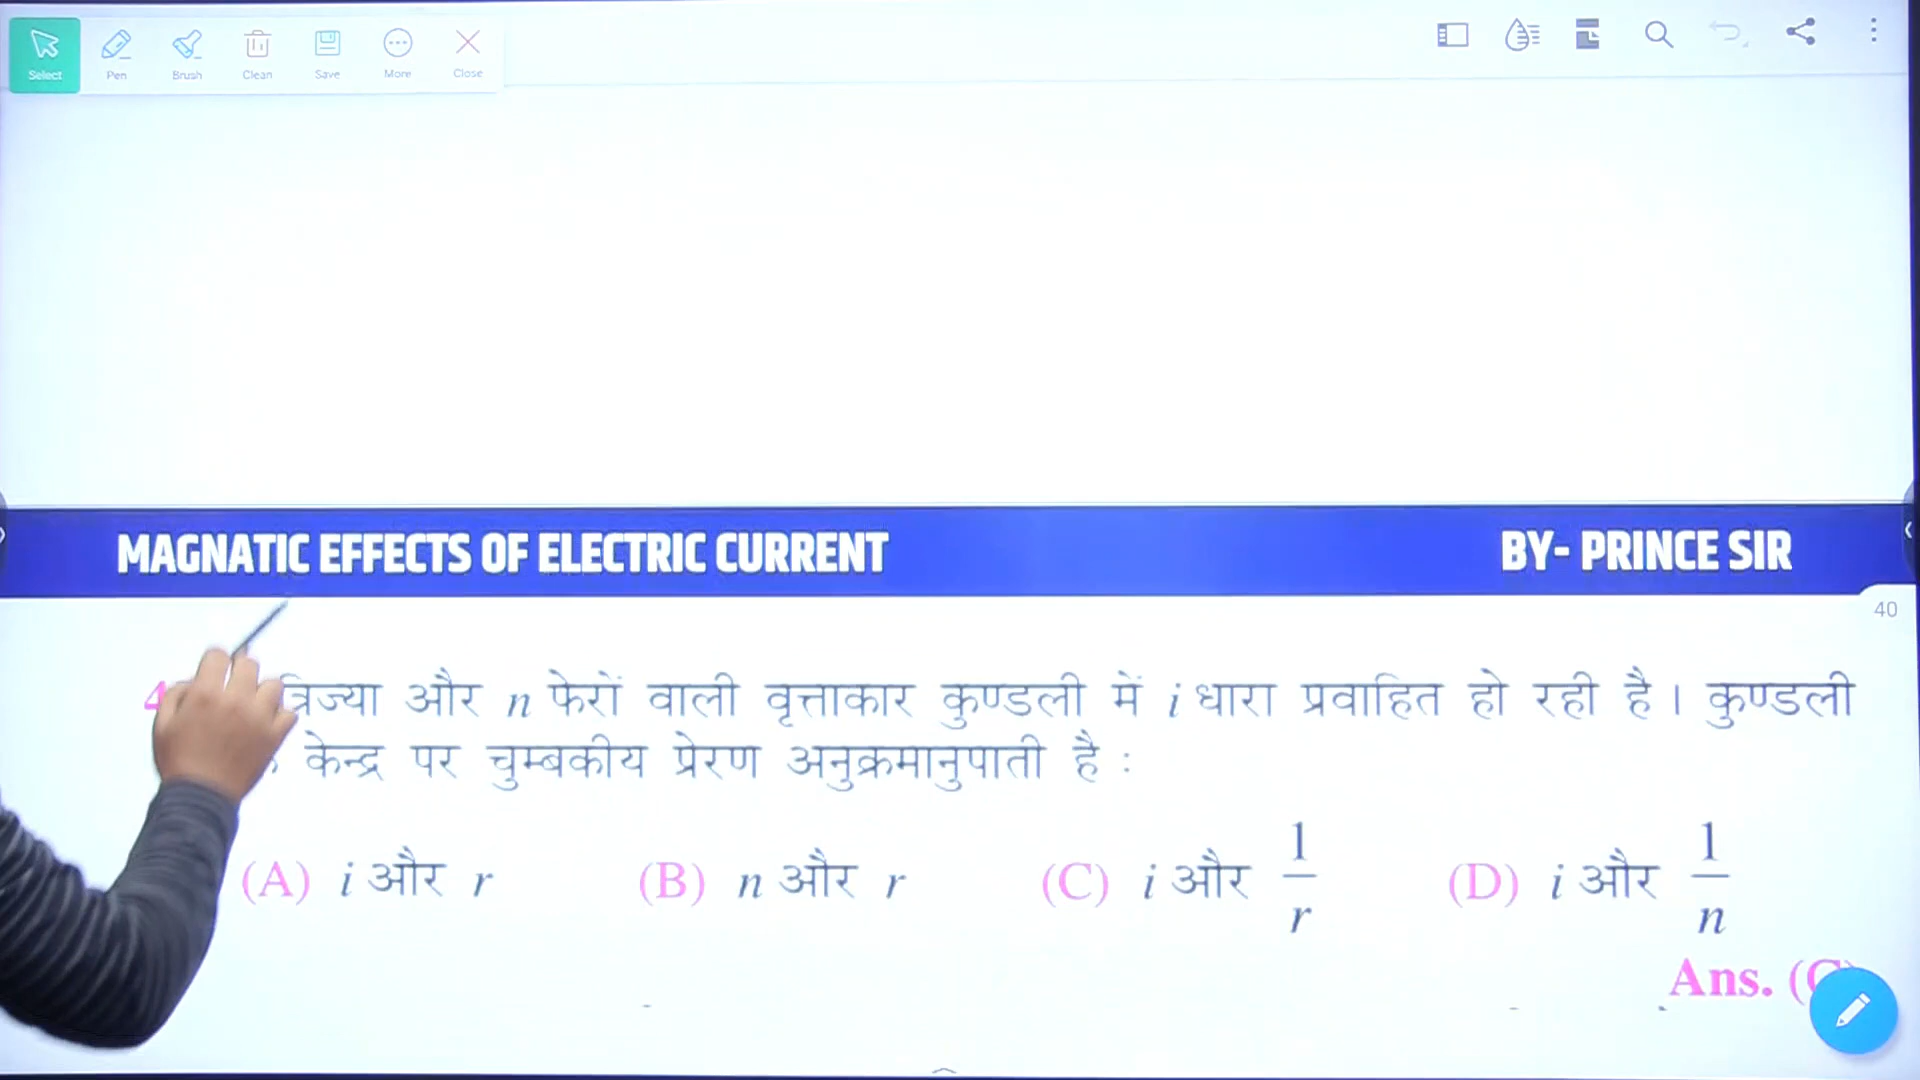 Select Pen Brush Clean Save More Close
MAGNATIC EFFECTS OF ELECTRIC CURRENT BY- PRINCE SIR
40
त्रिज्या और n फेरों वाली वृत्ताकार कुण्डली में i धारा प्रवाहित हो रही है। कुण्डली
केन्द्र पर चुम्बकीय प्रेरण अनुक्रमानुपाती है :
(A) i और r (B) n और r (C) i और 1/r (D) i और 1/n
Ans. (